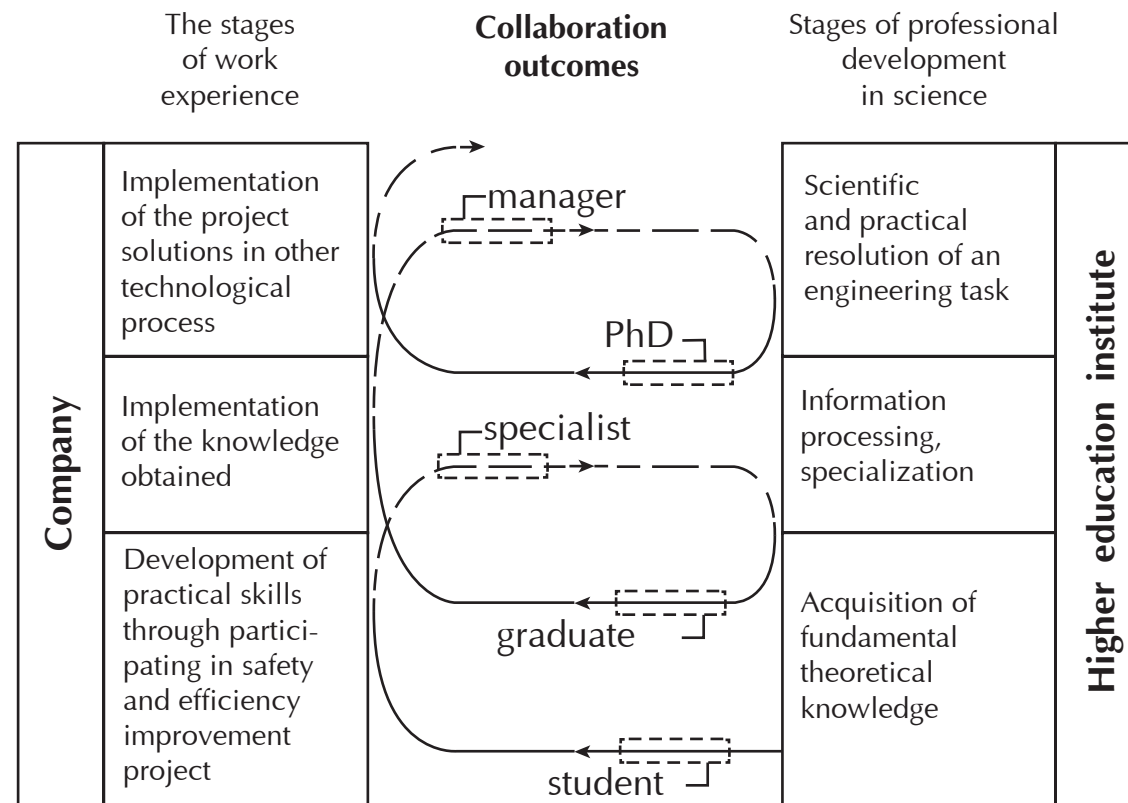 The stages
of work
experience
Collaboration
outcomes
Stages of professional
development
in science
Company
Implementation
of the project
solutions in other
technological
process
Implementation
of the knowledge
obtained
Development of
practical skills
through partici-
pating in safety
and efficiency
improvement
project
manager
PhD
specialist
graduate
student
Scientific
and practical
resolution of an
engineering task
Information
processing,
specialization
Acquisition of
fundamental
theoretical
knowledge
Higher education institute